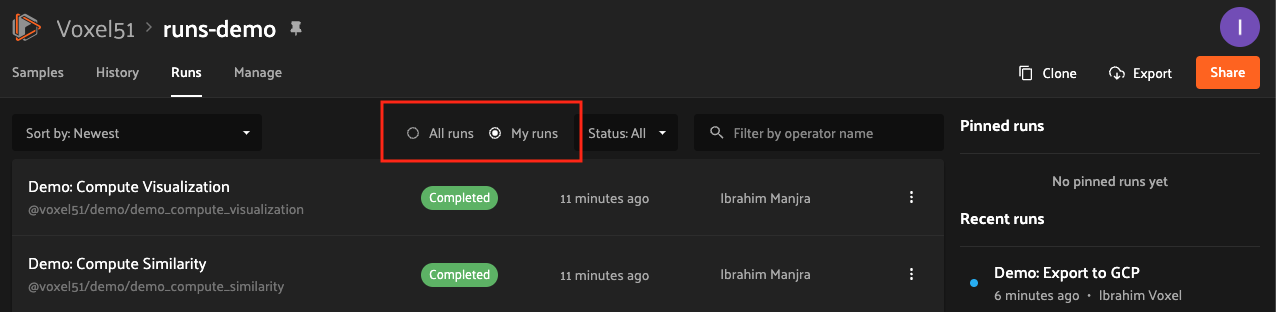 Voxel51 > runs-demo
I
Samples History Runs Manage
Clone Export Share
Sort by: Newest
All runs My runs
Status: All
Filter by operator name
Demo: Compute Visualization
@voxel51/demo/demo_compute_visualization
Completed
11 minutes ago
Ibrahim Manjra
Demo: Compute Similarity
@voxel51/demo/demo_compute_similarity
Completed
11 minutes ago
Ibrahim Manjra
Pinned runs
No pinned runs yet
Recent runs
Demo: Export to GCP
6 minutes ago • Ibrahim Voxel